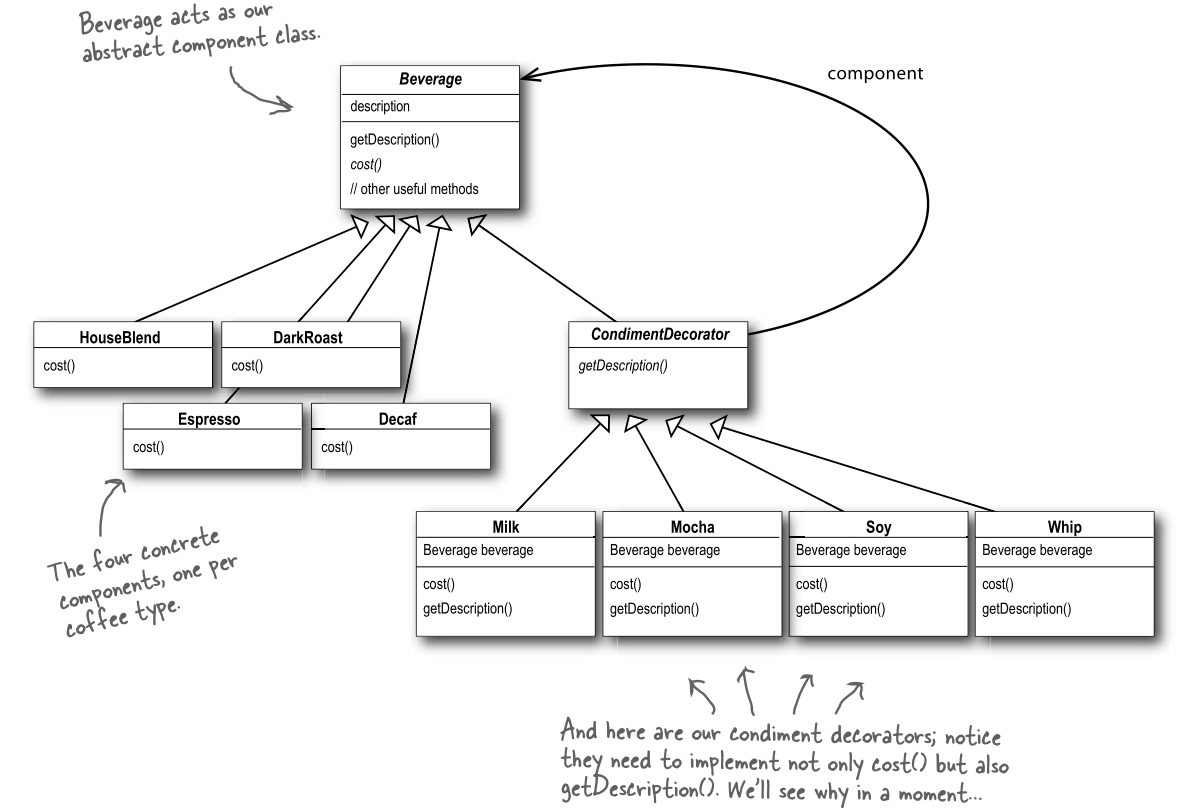 Beverage acts as our
abstract component class.
component
Beverage
description
getDescription()
cost()
// other useful methods
HouseBlend
cost()
DarkRoast
cost()
CondimentDecorator
getDescription()
Espresso
cost()
Decaf
cost()
The four concrete
components, one per
coffee type.
Milk
Beverage beverage
cost()
getDescription()
Mocha
Beverage beverage
cost()
getDescription()
Soy
Beverage beverage
cost()
getDescription()
Whip
Beverage beverage
cost()
getDescription()
And here are our condiment decorators; notice
they need to implement not only cost() but also
getDescription(). We'll see why in a moment...